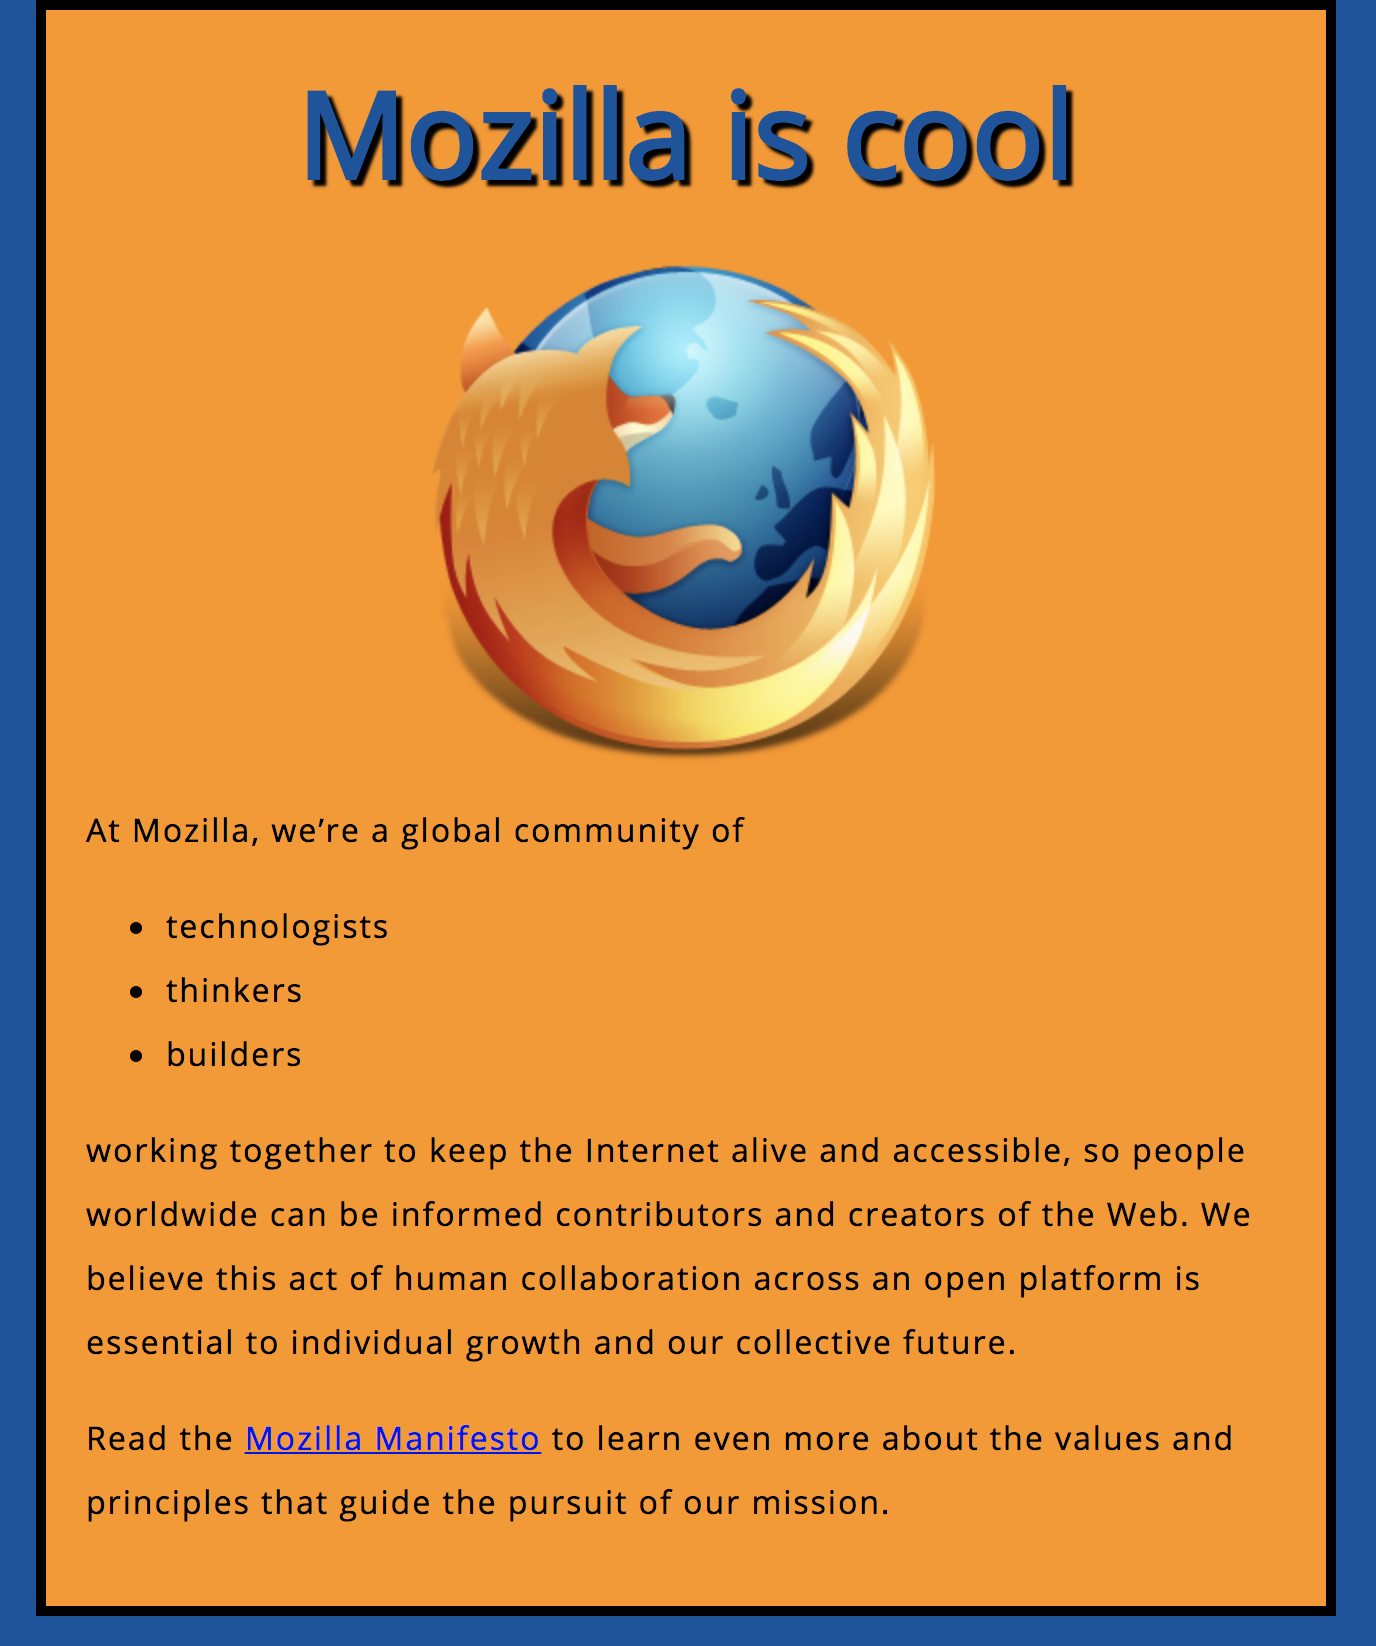 Mozilla is cool
At Mozilla, we’re a global community of
• technologists
• thinkers
• builders
working together to keep the Internet alive and accessible, so people
worldwide can be informed contributors and creators of the Web. We
believe this act of human collaboration across an open platform is
essential to individual growth and our collective future.
Read the Mozilla Manifesto to learn even more about the values and
principles that guide the pursuit of our mission.